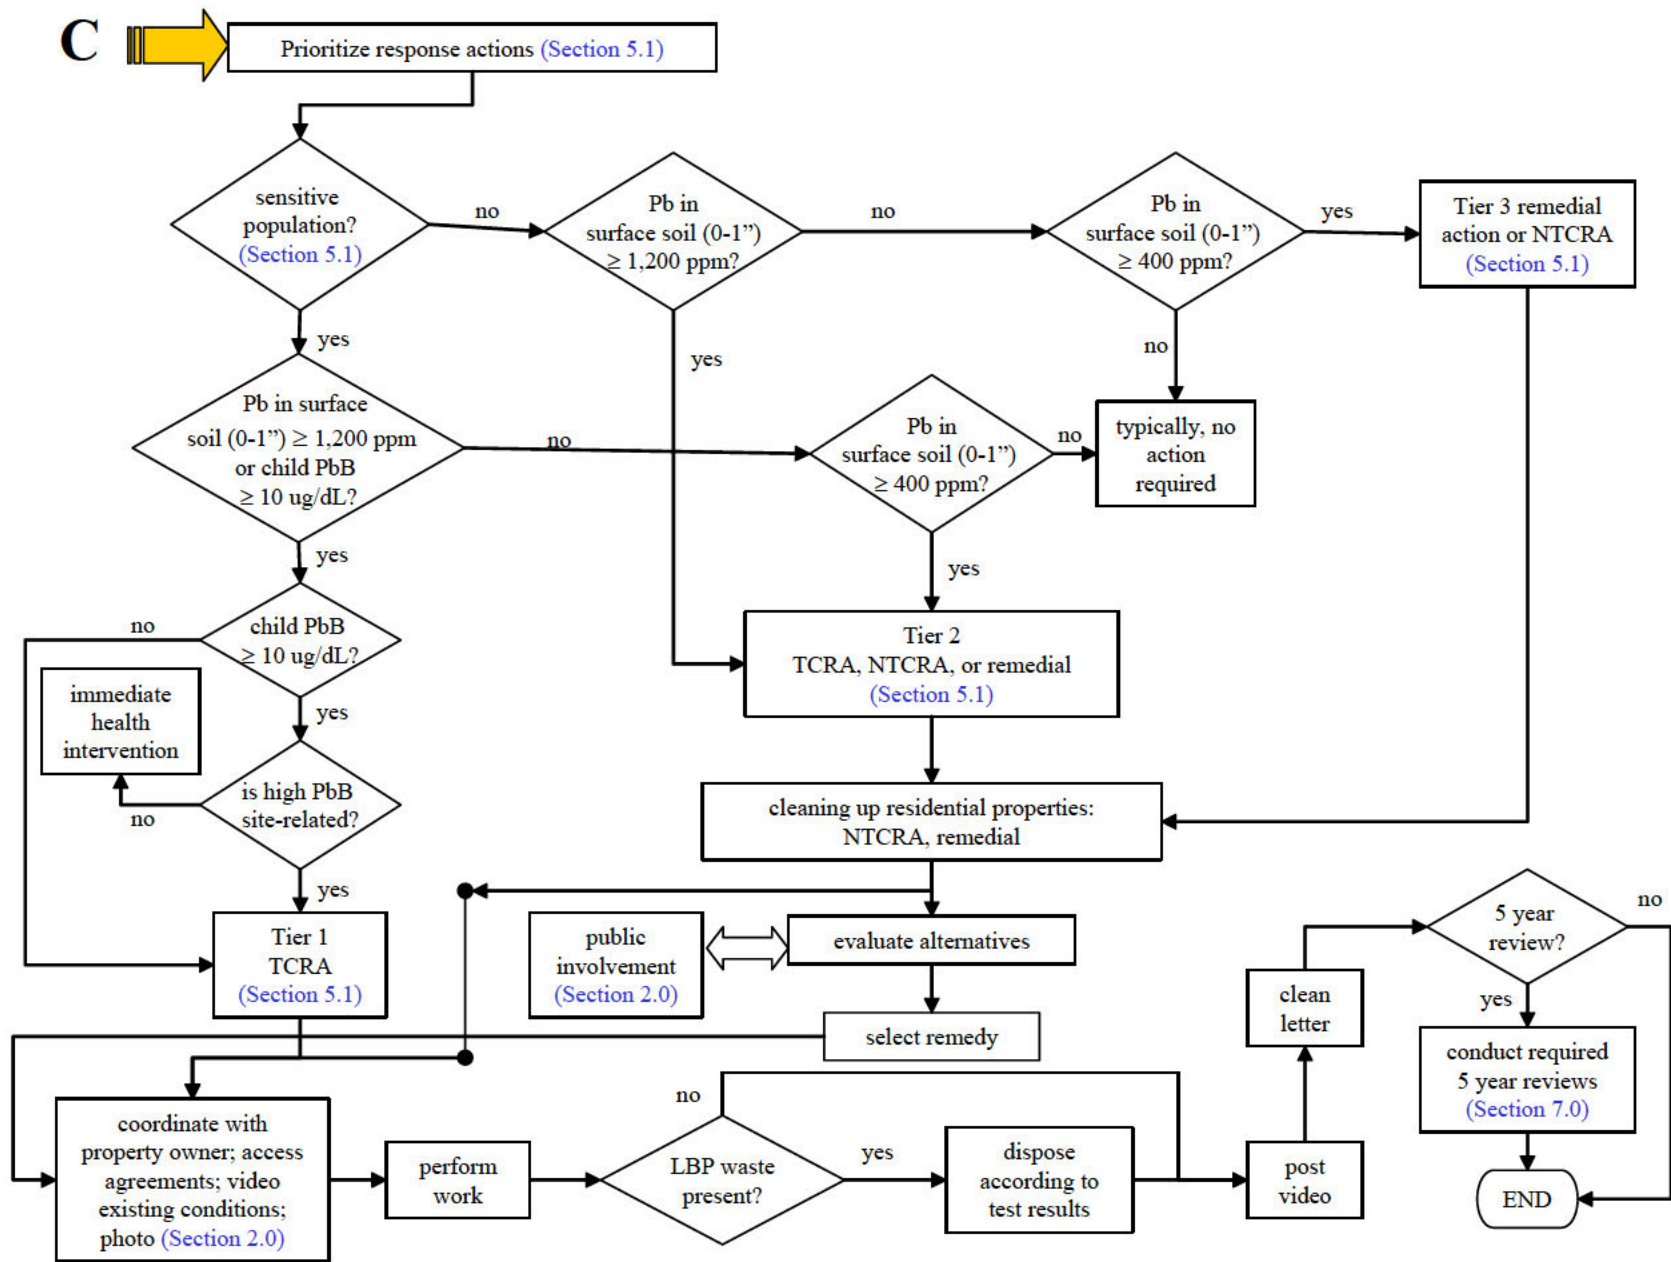 C
Prioritize response actions (Section 5.1)
sensitive
population?
(Section 5.1)
no
Pb in
surface soil (0-1”)
≥ 1,200 ppm?
no
Pb in
surface soil (0-1”)
≥ 400 ppm?
yes
Tier 3 remedial
action or NTCRA
(Section 5.1)
yes
yes
no
Pb in surface
soil (0-1”) ≥ 1,200 ppm
or child PbB
≥ 10 ug/dL?
no
Pb in
surface soil (0-1”)
≥ 400 ppm?
no
typically, no
action
required
yes
yes
no
child PbB
≥ 10 ug/dL?
Tier 2
TCRA, NTCRA, or remedial
(Section 5.1)
immediate
health
intervention
yes
is high PbB
site-related?
no
cleaning up residential properties:
NTCRA, remedial
yes
Tier 1
TCRA
(Section 5.1)
public
involvement
(Section 2.0)
evaluate alternatives
select remedy
clean
letter
5 year
review?
no
yes
conduct required
5 year reviews
(Section 7.0)
coordinate with
property owner; access
agreements; video
existing conditions;
photo (Section 2.0)
perform
work
no
LBP waste
present?
yes
dispose
according to
test results
post
video
END